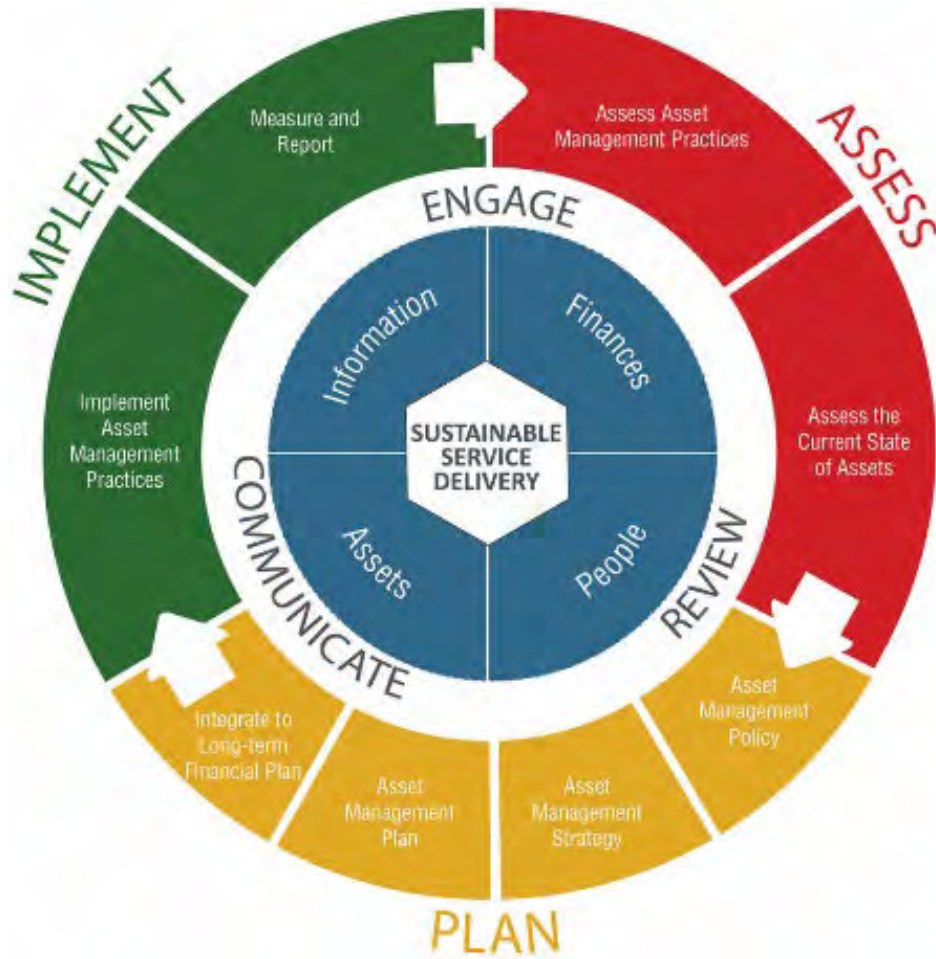 IMPLEMENT
ASSESS
PLAN
Measure and
Report
Assess Asset
Management Practices
Assess the
Current State
of Assets
Asset
Management
Policy
Asset
Management
Strategy
Asset
Management
Plan
Integrate to
Long-term
Financial Plan
Implement
Asset
Management
Practices
ENGAGE
REVIEW
COMMUNICATE
Information
Finances
People
Assets
SUSTAINABLE
SERVICE
DELIVERY